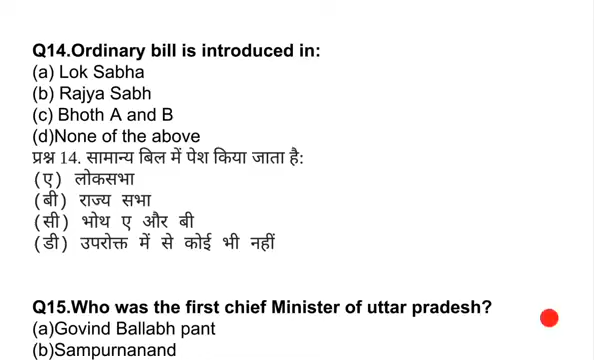 Q14.Ordinary bill is introduced in:
(a) Lok Sabha
(b) Rajya Sabh
(c) Bhoth A and B
(d)None of the above
प्रश्न 14. सामान्य बिल में पेश किया जाता है:
(ए) लोकसभा
(बी) राज्य सभा
(सी) भोथ ए और बी
(डी) उपरोक्त में से कोई भी नहीं
Q15.Who was the first chief Minister of uttar pradesh?
(a)Govind Ballabh pant
(b)Sampurnanand